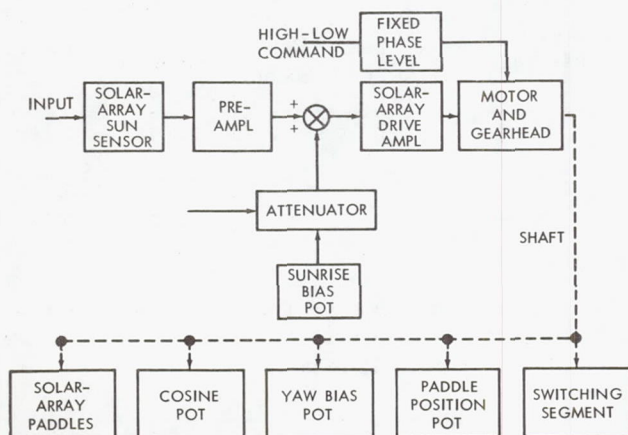 HIGH-LOW
COMMAND
FIXED
PHASE
LEVEL
INPUT
SOLAR-
ARRAY
SUN
SENSOR
PRE-
AMPL
+
+
SOLAR-
ARRAY
DRIVE
AMPL
MOTOR
AND
GEARHEAD
ATTENUATOR
SHAFT
SUNRISE
BIAS
POT
SOLAR-
ARRAY
PADDLES
COSINE
POT
YAW BIAS
POT
PADDLE
POSITION
POT
SWITCHING
SEGMENT